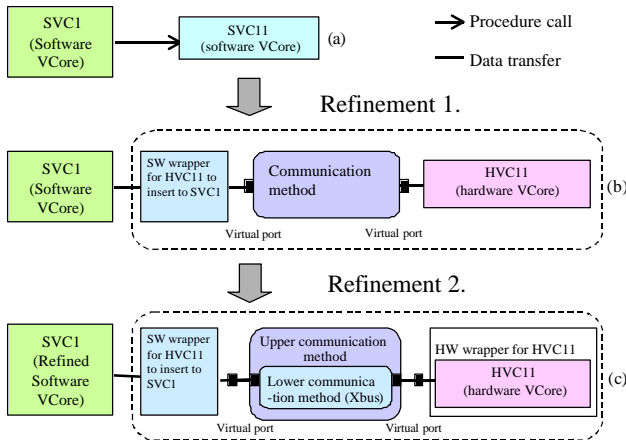 SVC1
(Software
VCore)
SVC11
(software VCore)
(a)
Procedure call
Data transfer
Refinement 1.
SVC1
(Software
VCore)
SW wrapper
for HVC11 to
insert to SVC1
Communication
method
HVC11
(hardware VCore)
(b)
Virtual port
Virtual port
Refinement 2.
SVC1
(Refined
Software
VCore)
SW wrapper
for HVC11
to insert to
SVC1
Upper communication
method
Lower communica
-tion method (Xbus)
HW wrapper for HVC11
HVC11
(hardware VCore)
(c)
Virtual port
Virtual port